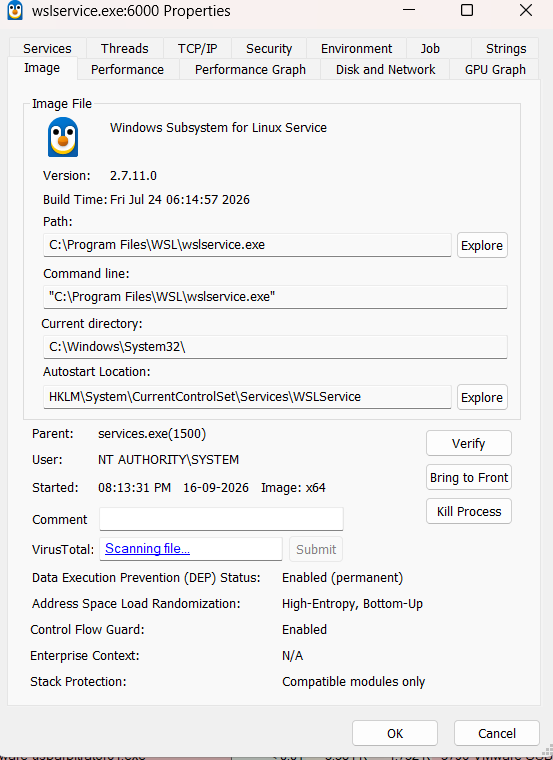 wslservice.exe:6000 Properties
Services Threads TCP/IP Security Environment Job Strings
Image Performance Performance Graph Disk and Network GPU Graph
Image File
Windows Subsystem for Linux Service
Version: 2.7.11.0
Build Time: Fri Jul 24 06:14:57 2026
Path:
C:\Program Files\WSL\wslservice.exe Explore
Command line:
"C:\Program Files\WSL\wslservice.exe"
Current directory:
C:\Windows\System32\
Autostart Location:
HKLM\System\CurrentControlSet\Services\WSLService Explore
Parent: services.exe(1500)
Verify
User: NT AUTHORITY\SYSTEM
Bring to Front
Started: 08:13:31 PM 16-09-2026 Image: x64
Kill Process
Comment
VirusTotal: Scanning file... Submit
Data Execution Prevention (DEP) Status: Enabled (permanent)
Address Space Load Randomization: High-Entropy, Bottom-Up
Control Flow Guard: Enabled
Enterprise Context: N/A
Stack Protection: Compatible modules only
OK Cancel